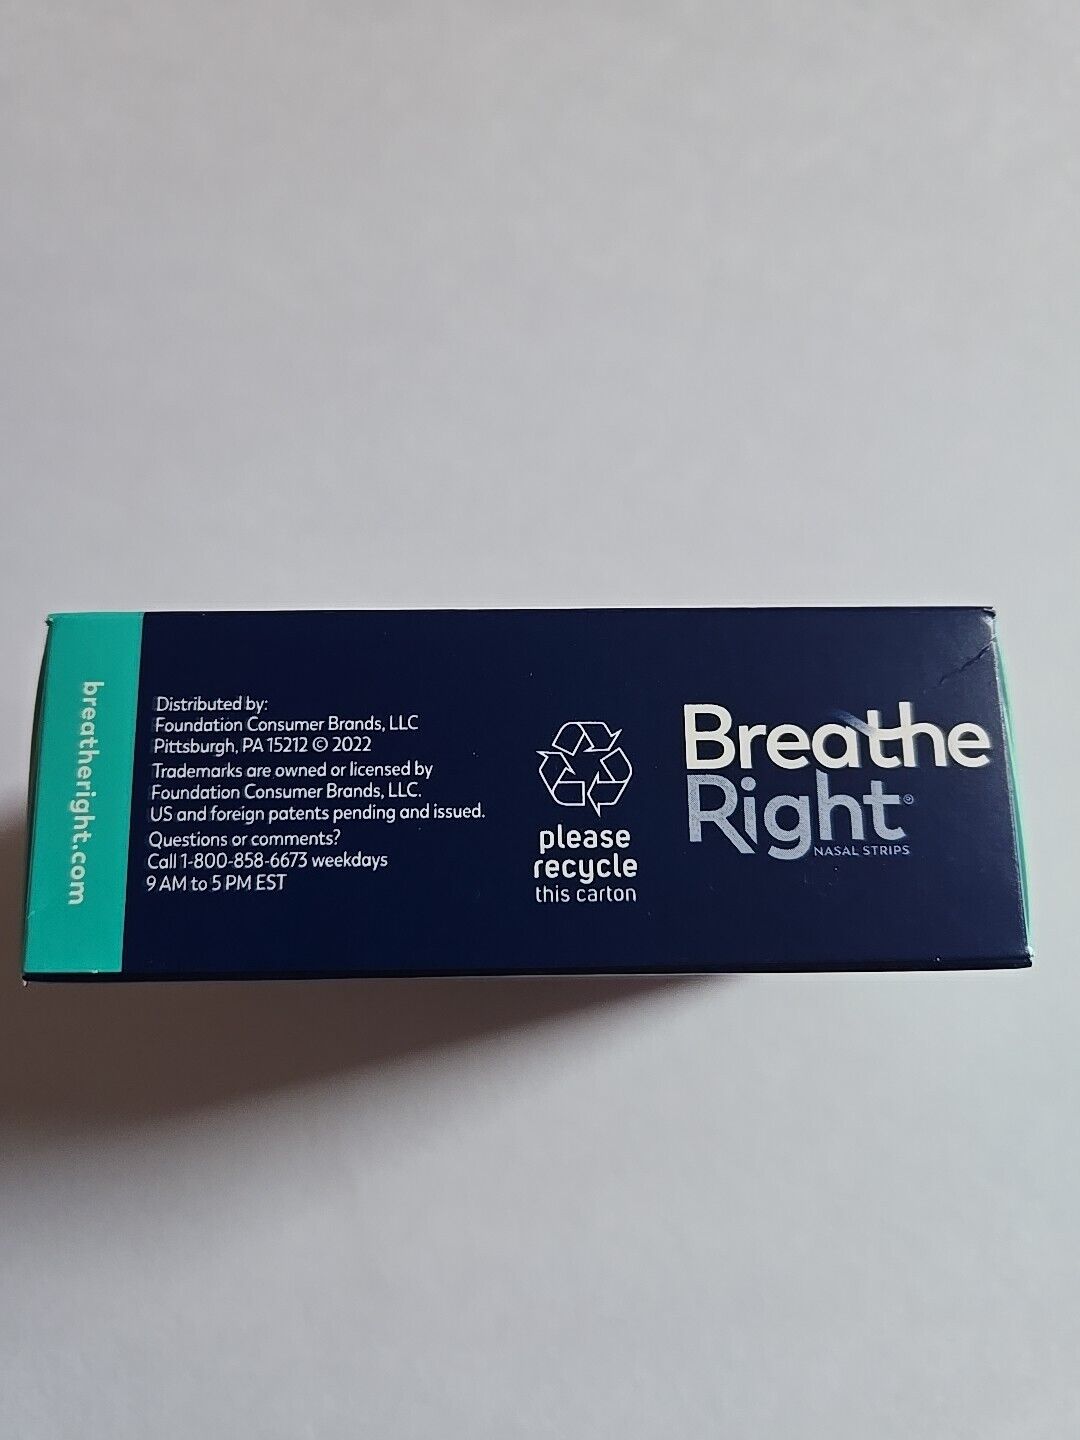 breatheright.com
Distributed by:
Foundation Consumer Brands, LLC
Pittsburgh, PA 15212 © 2022
Trademarks are owned or licensed by
Foundation Consumer Brands, LLC.
US and foreign patents pending and issued.
Questions or comments?
Call 1-800-858-6673 weekdays
9 AM to 5 PM EST
please
recycle
this carton
Breathe
Right®
NASAL STRIPS